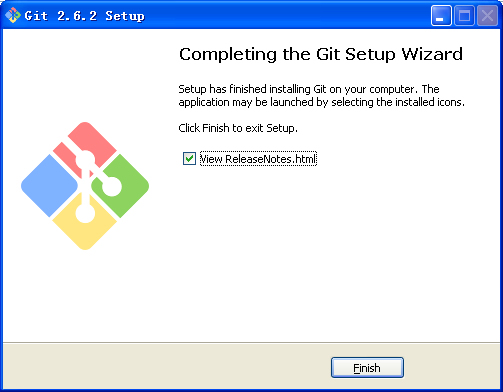 Git 2.6.2 Setup
Completing the Git Setup Wizard
Setup has finished installing Git on your computer. The
application may be launched by selecting the installed icons.
Click Finish to exit Setup.
View ReleaseNotes.html
Finish